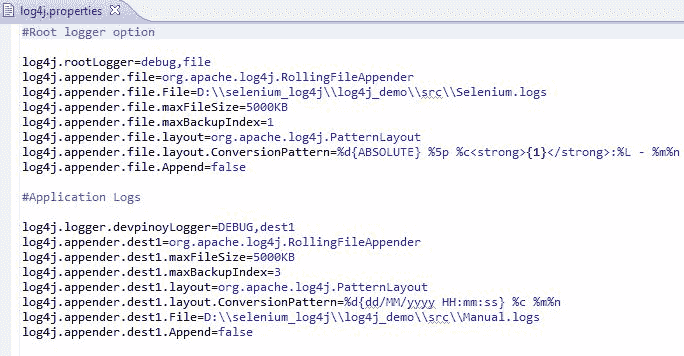 log4j.properties
#Root logger option
log4j.rootLogger=debug,file
log4j.appender.file=org.apache.log4j.RollingFileAppender
log4j.appender.file.File=D:\\selenium_log4j\\log4j_demo\\src\\Selenium.logs
log4j.appender.file.maxFileSize=5000KB
log4j.appender.file.maxBackupIndex=1
log4j.appender.file.layout=org.apache.log4j.PatternLayout
log4j.appender.file.layout.ConversionPattern=%d{ABSOLUTE} %5p %c<strong>{1}</strong>:%L - %m%n
log4j.appender.file.Append=false
#Application Logs
log4j.logger.devpinoyLogger=DEBUG,dest1
log4j.appender.dest1=org.apache.log4j.RollingFileAppender
log4j.appender.dest1.maxFileSize=5000KB
log4j.appender.dest1.maxBackupIndex=3
log4j.appender.dest1.layout=org.apache.log4j.PatternLayout
log4j.appender.dest1.layout.ConversionPattern=%d{dd/MM/yyyy HH:mm:ss} %c %m%n
log4j.appender.dest1.File=D:\\selenium_log4j\\log4j_demo\\src\\Manual.logs
log4j.appender.dest1.Append=false